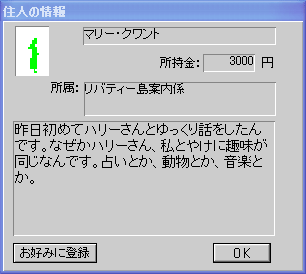 住人の情報
マリー・クワント
所持金: 3000 円
所属: リバティー島案内係
昨日初めてハリーさんとゆっくり話をしたん
です。なぜかハリーさん、私とやけに趣味が
同じなんです。占いとか、動物とか、音楽と
か。
お好みに登録 OK